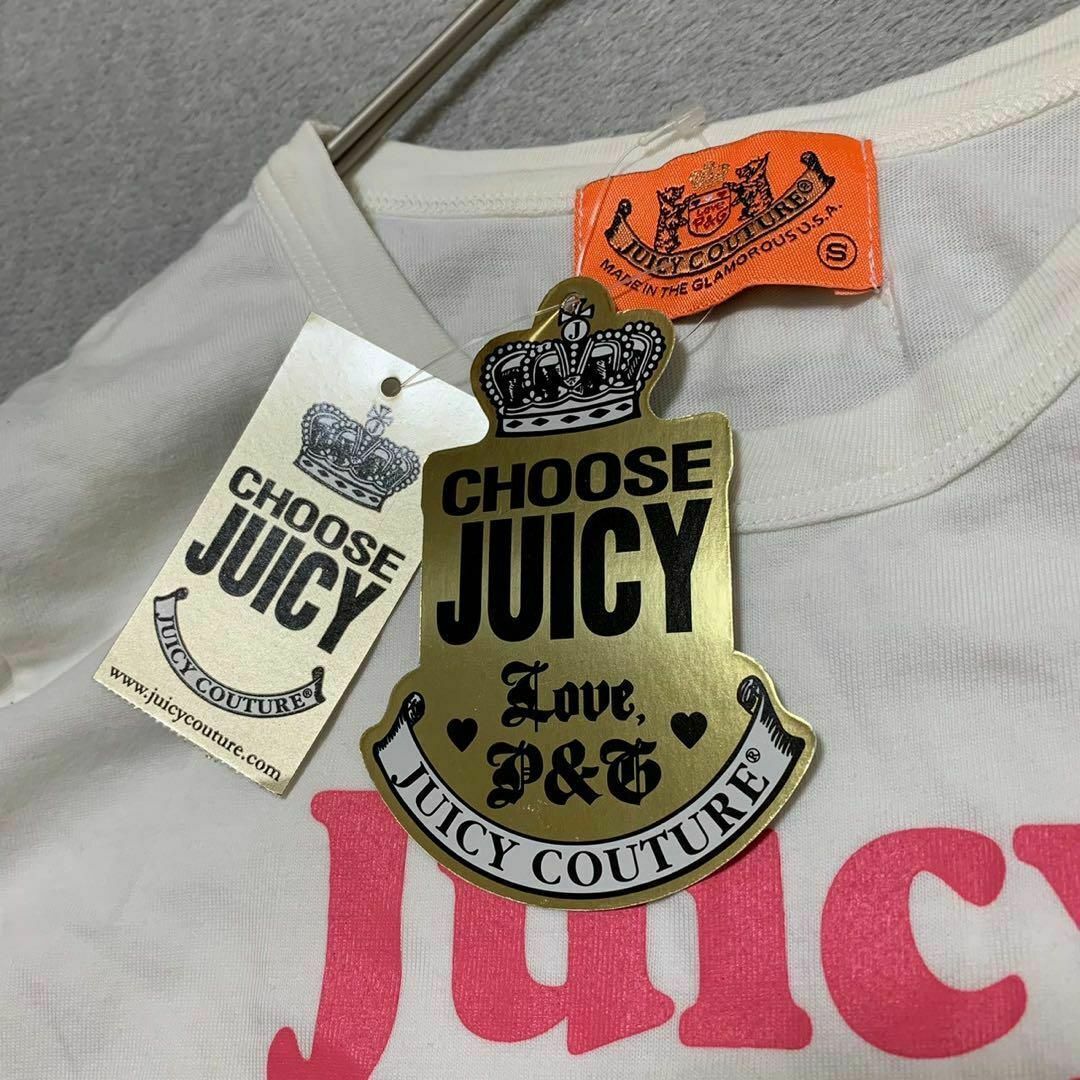 LOVE
P&G
JUICY COUTURE®
MADE IN THE GLAMOROUS U.S.A.
S
J
CHOOSE
JUICY
Love,
P&G
JUICY COUTURE®
CHOOSE
JUICY
JUICY COUTURE®
www.juicycouture.com
Juicy